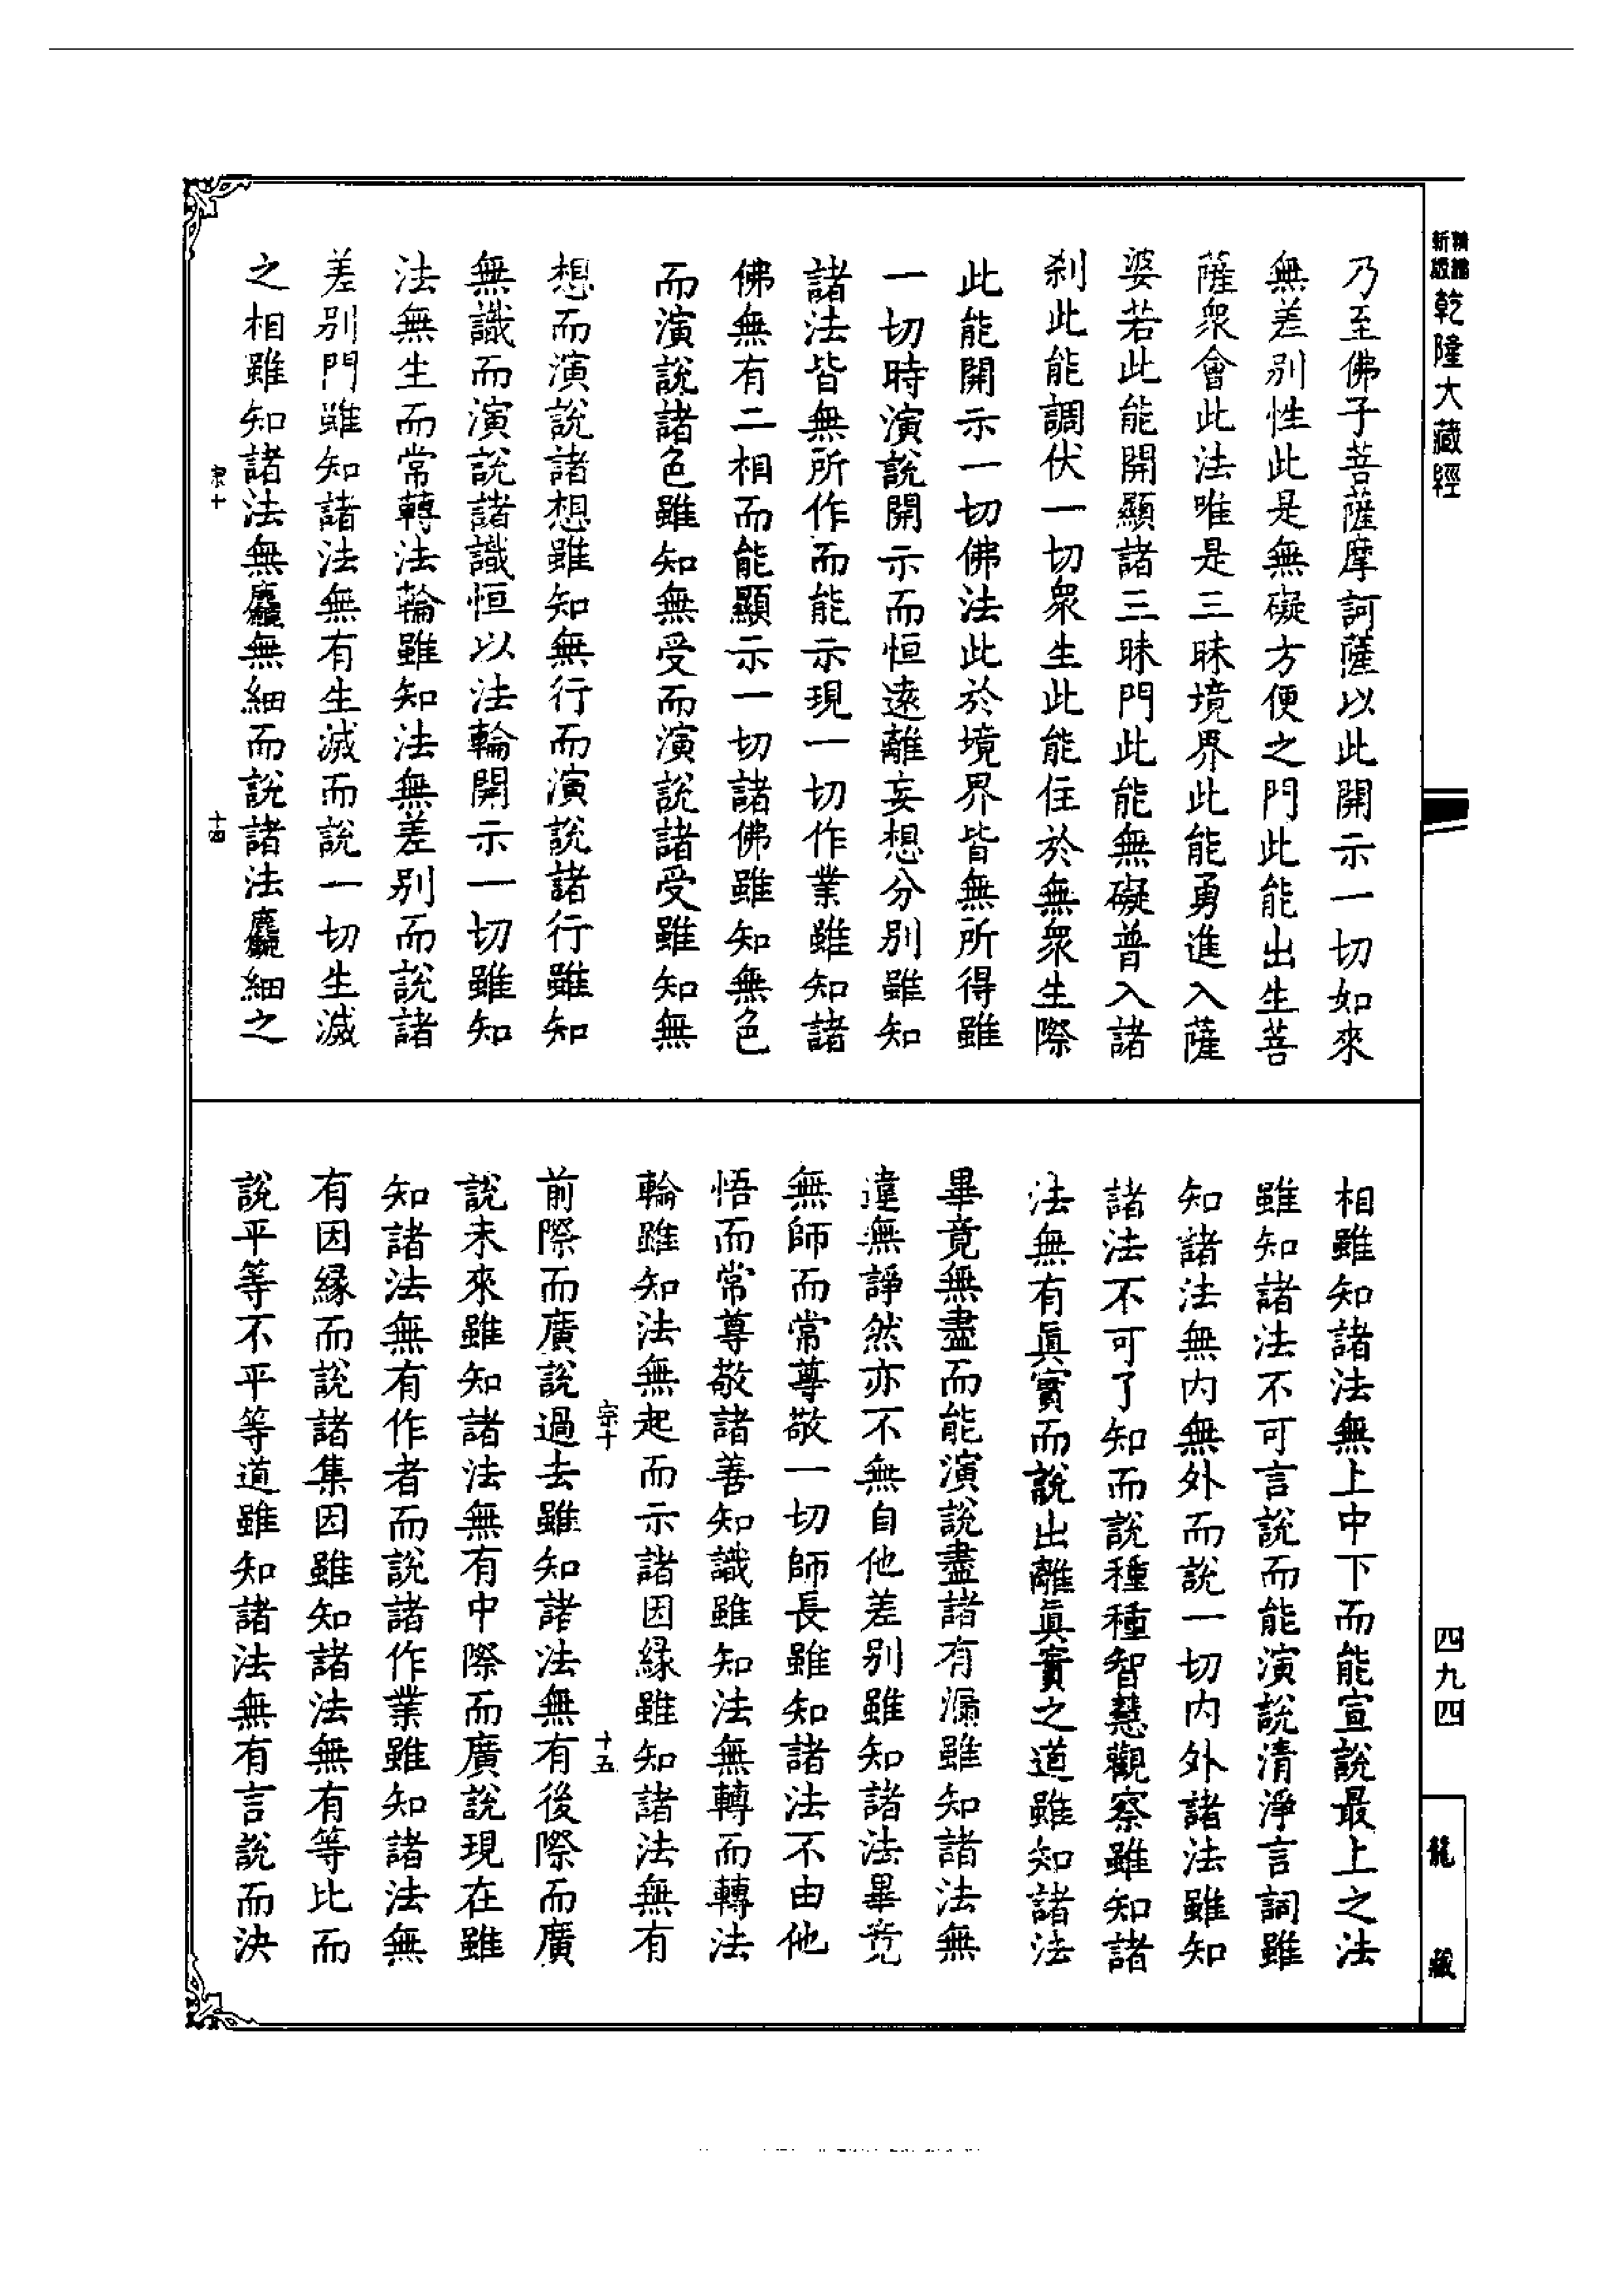 新版
精縮
乾隆大藏經
乃至佛子菩薩摩訶薩以此開示一切如來
無差别性此是無礙方便之門此能出生菩
薩衆會此法唯是三昧境界此能勇進入薩
婆若此能開顯諸三昧門此能無礙普入諸
刹此能調伏一切衆生此能住於無衆生際
此能開示一切佛法此於境界皆無所得雖
一切時演說開示而恒遠離妄想分别雖知
諸法皆無所作而能示現一切作業雖知諸
佛無有二相而能顯示一切諸佛雖知無色
而演說諸色雖知無受而演說諸受雖知無
想而演說諸想雖知無行而演說諸行雖知
無識而演說諸識恒以法輪開示一切雖知
法無生而常轉法輪雖知法無差别而說諸
差别門雖知諸法無有生滅而說一切生滅
之相雖知諸法無麤無細而說諸法麤細之
宗十
十四
相雖知諸法無上中下而能宣說最上之法
雖知諸法不可言說而能演說清淨言詞雖
知諸法無内無外而說一切内外諸法雖知
諸法不可了知而說種種智慧觀察雖知諸
法無有眞實而說出離眞實之道雖知諸法
畢竟無盡而能演說盡諸有漏雖知諸法無
違無諍然亦不無自他差别雖知諸法畢竟
無師而常尊敬一切師長雖知諸法不由他
悟而常尊敬諸善知識雖知法無轉而轉法
輪雖知法無起而示諸因緣雖知諸法無有
宗十
十五
前際而廣說過去雖知諸法無有後際而廣
說未來雖知諸法無有中際而廣說現在雖
知諸法無有作者而說諸作業雖知諸法無
有因緣而說諸集因雖知諸法無有等比而
說平等不平等道雖知諸法無有言說而決
四九四
龍藏